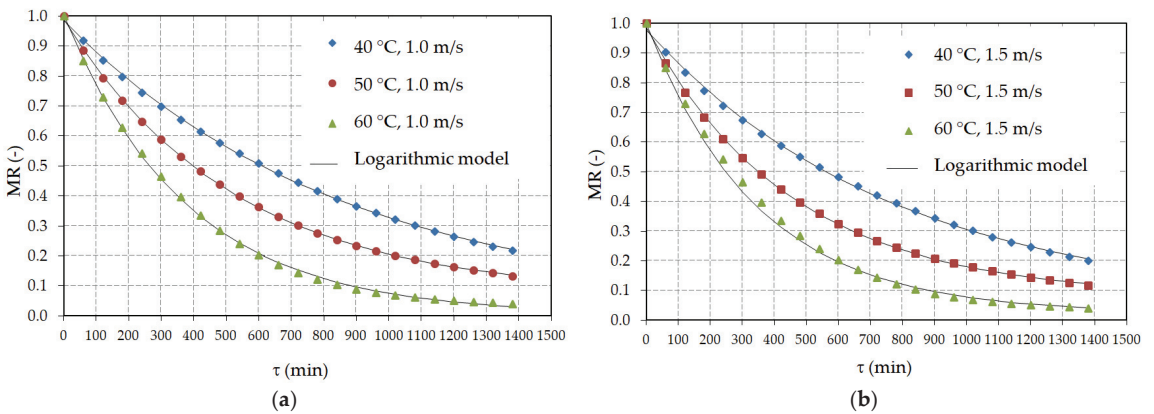 MR (-)
1.0
0.9
0.8
0.7
0.6
0.5
0.4
0.3
0.2
0.1
0.0
40 °C, 1.0 m/s
50 °C, 1.0 m/s
60 °C, 1.0 m/s
Logarithmic model
0 100 200 300 400 500 600 700 800 900 1000 1100 1200 1300 1400
τ (min)
(a)
MR (-)
1.0
0.9
0.8
0.7
0.6
0.5
0.4
0.3
0.2
0.1
0.0
40 °C, 1.5 m/s
50 °C, 1.5 m/s
60 °C, 1.5 m/s
Logarithmic model
0 100 200 300 400 500 600 700 800 900 1000 1100 1200 1300 1400 1500
τ (min)
(b)